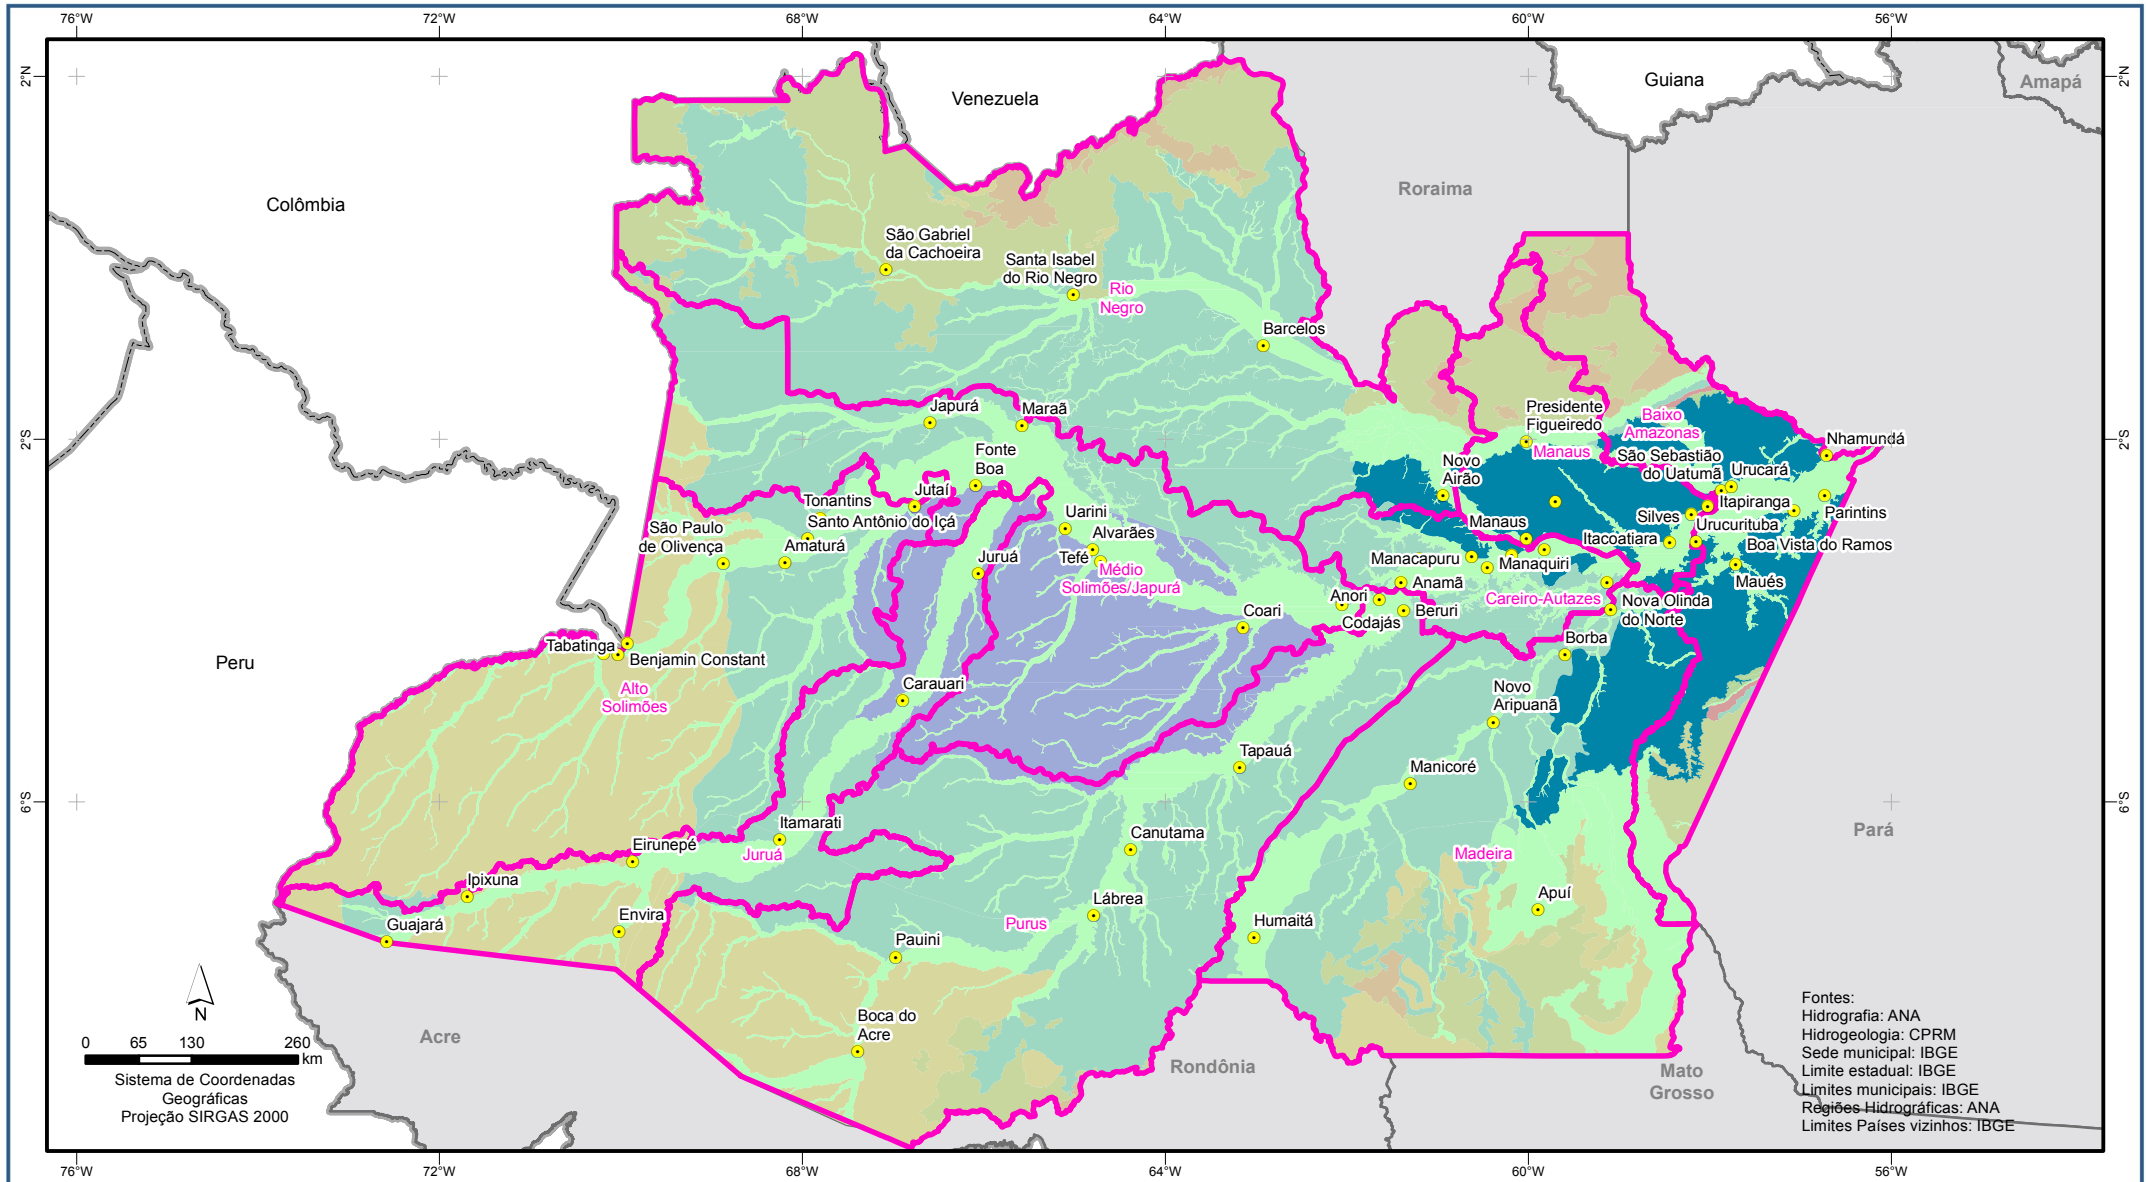 76°W
72°W
68°W
64°W
60°W
56°W
2°N
2°N
Guiana
Amapá
Venezuela
Roraima
Colômbia
São Gabriel
da Cachoeira
Santa Isabel
do Rio Negro
Rio
Negro
Barcelos
Japurá
Maraã
Presidente
Figueiredo
Baixo
Amazonas
Manaus
Nhamundá
2°S
2°S
Fonte
Boa
Novo
Airão
São Sebastião
do Uatumã
Urucará
Jutaí
Tonantins
Santo Antônio do Içá
Uarini
Itapiranga
Parintins
São Paulo
de Olivença
Amaturá
Alvarães
Tefé
Manaus
Silves
Urucurituba
Itacoatiara
Boa Vista do Ramos
Juruá
Médio
Solimões/Japurá
Manacapuru
Manaquiri
Maués
Anamã
Anori
Careiro-Autazes
Nova Olinda
do Norte
Coari
Codajás
Beruri
Borba
Peru
Tabatinga
Benjamin Constant
Alto
Solimões
Carauari
Novo
Aripuanã
Tapauá
Manicoré
6°S
6°S
Itamarati
Canutama
Pará
Eirunepé
Juruá
Madeira
Ipixuna
Apuí
Guajará
Envira
Lábrea
Purus
Humaitá
Pauini
N
Boca do
Acre
Acre
Rondônia
Mato
Grosso
0 65 130 260
km
Sistema de Coordenadas
Geográficas
Projeção SIRGAS 2000
Fontes:
Hidrografia: ANA
Hidrogeologia: CPRM
Sede municipal: IBGE
Limite estadual: IBGE
Limites municipais: IBGE
Regiões Hidrográficas: ANA
Limites Países vizinhos: IBGE
76°W
72°W
68°W
64°W
60°W
56°W